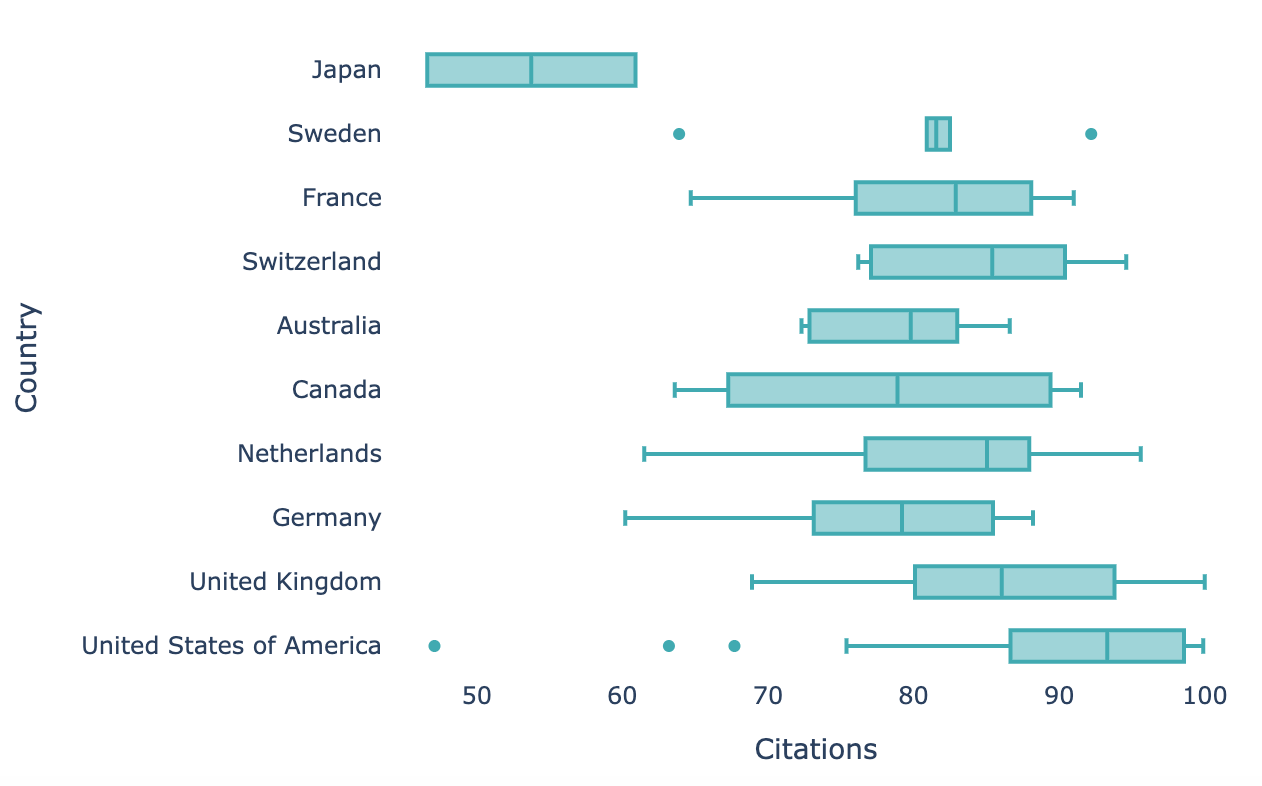 Japan
Sweden
France
Switzerland
Australia
Canada
Netherlands
Germany
United Kingdom
United States of America
Country
50 60 70 80 90 100
Citations